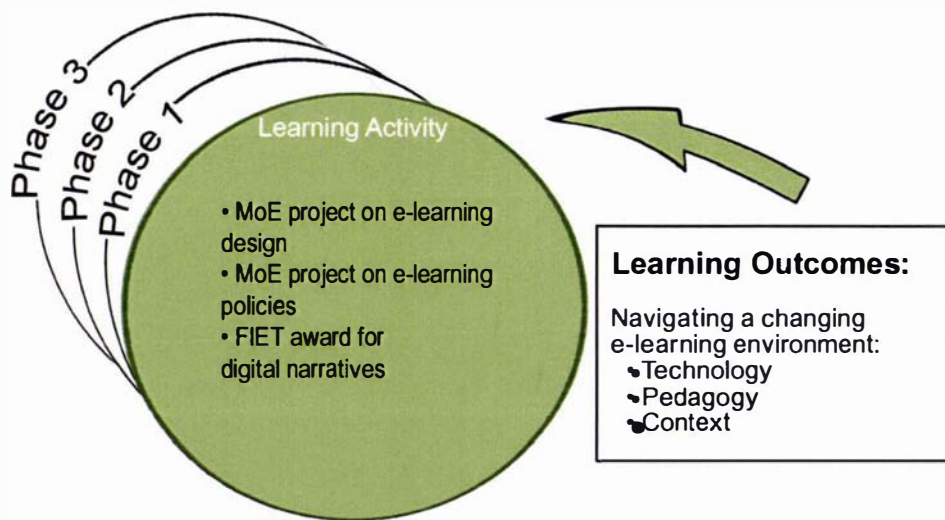 Phase 3
Phase 2
Phase 1
Learning Activity
• MoE project on e-learning
design
• MoE project on e-learning
policies
• FIET award for
digital narratives
Learning Outcomes:
Navigating a changing
e-learning environment:
•Technology
•Pedagogy
•Context